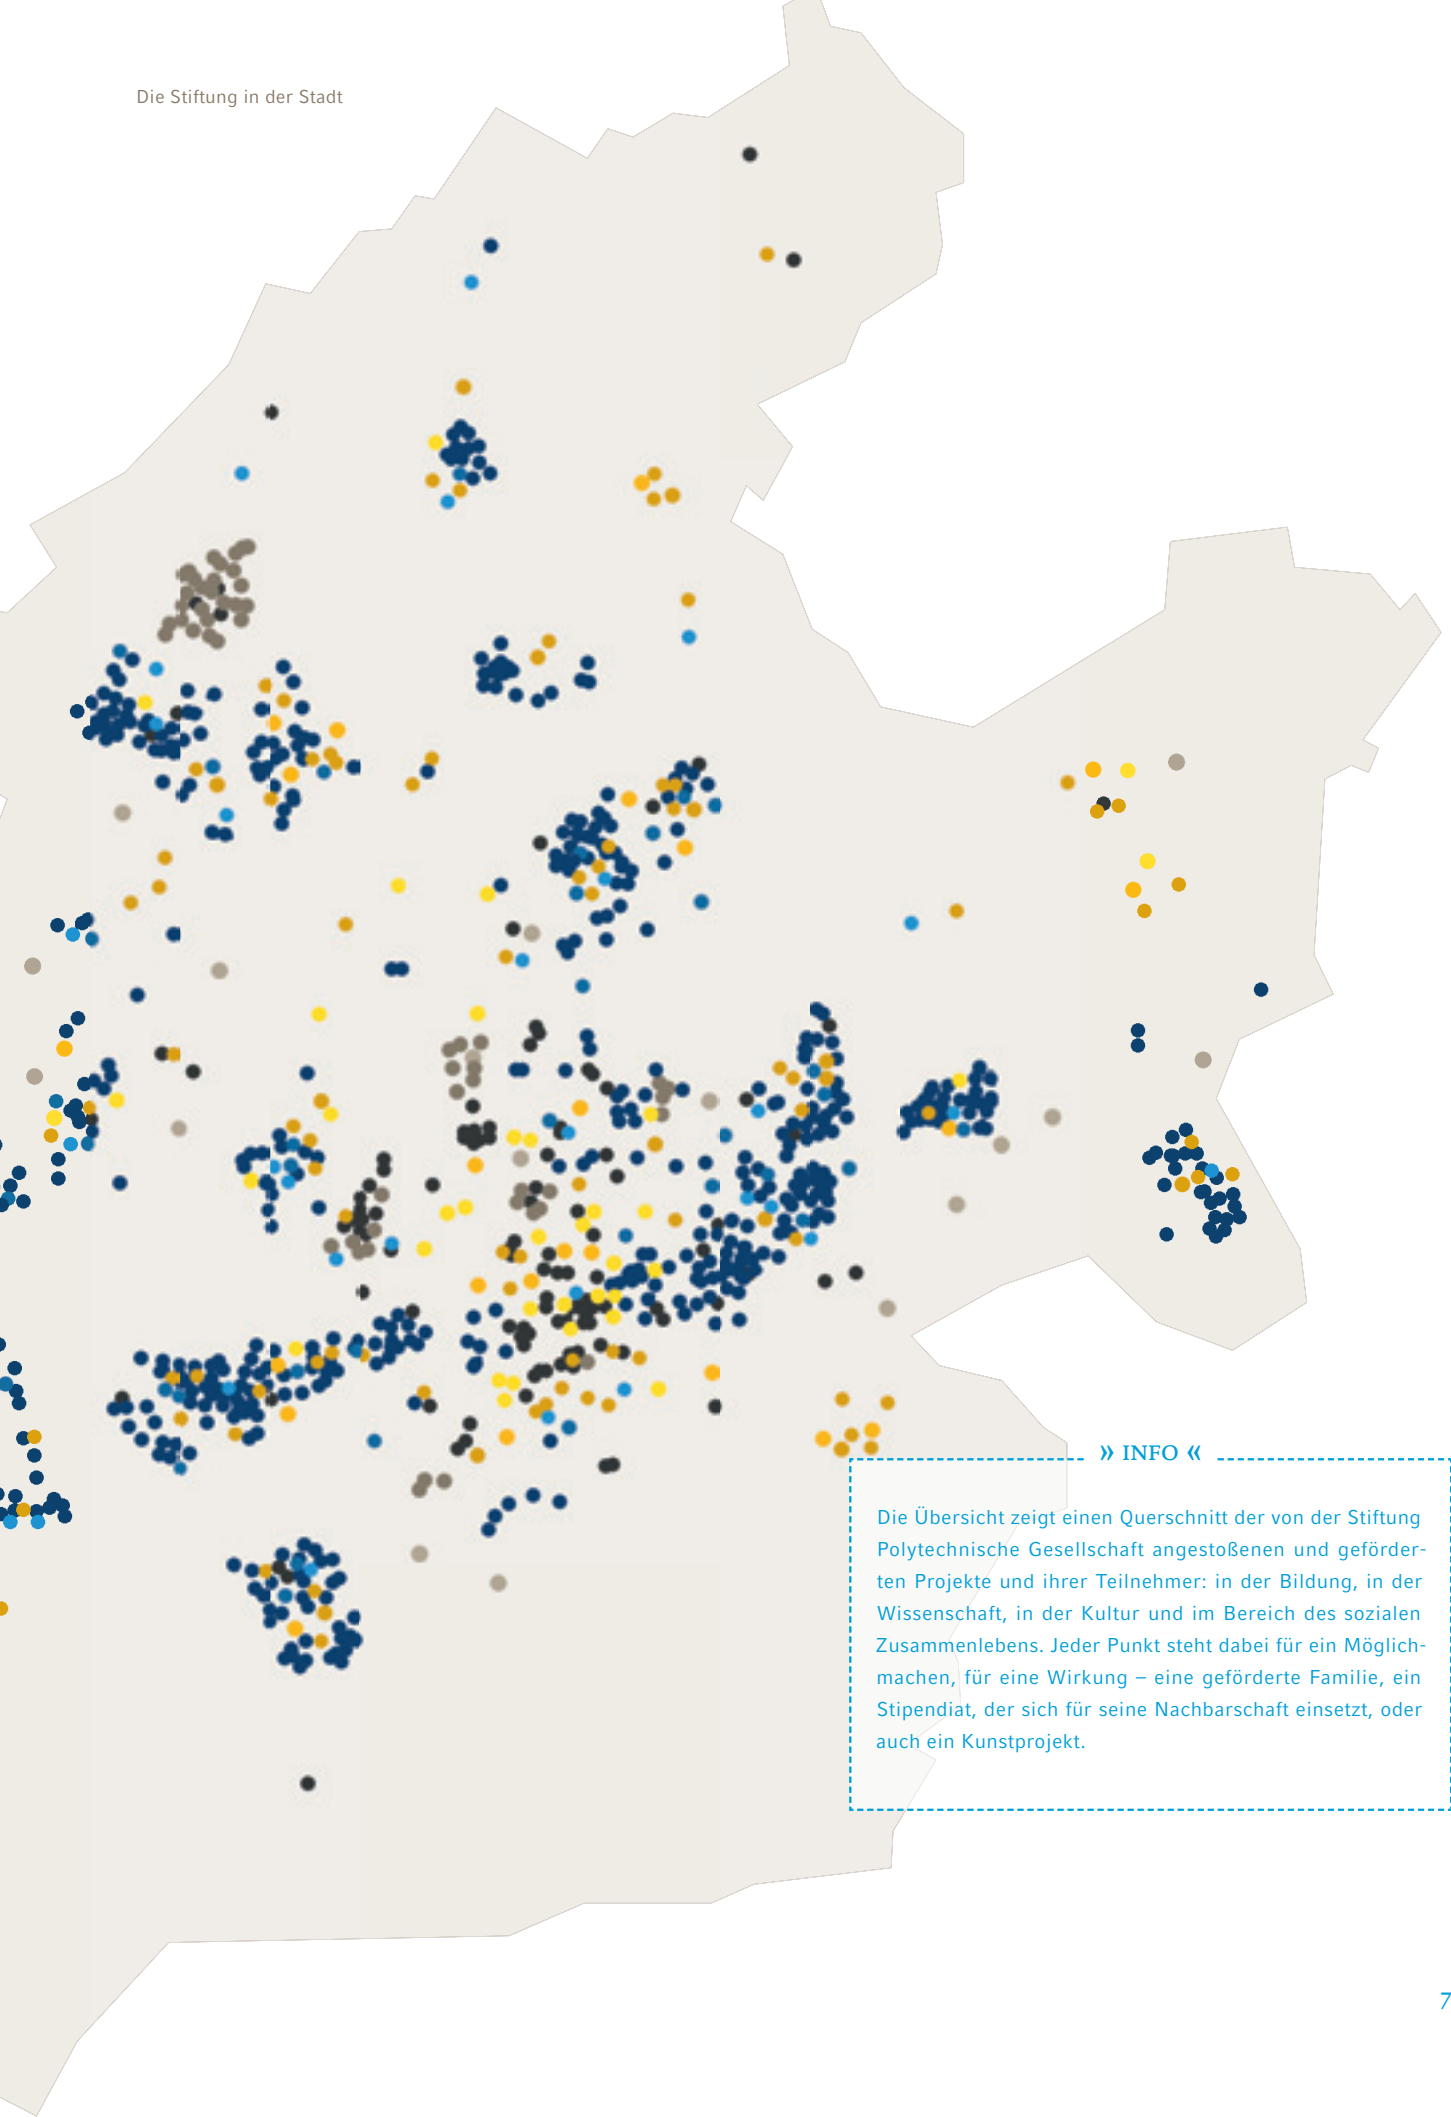 Die Stiftung in der Stadt
» INFO «
Die Übersicht zeigt einen Querschnitt der von der Stiftung
Polytechnische Gesellschaft angestoßenen und geförder-
ten Projekte und ihrer Teilnehmer: in der Bildung, in der
Wissenschaft, in der Kultur und im Bereich des sozialen
Zusammenlebens. Jeder Punkt steht dabei für ein Möglich-
machen, für eine Wirkung – eine geförderte Familie, ein
Stipendiat, der sich für seine Nachbarschaft einsetzt, oder
auch ein Kunstprojekt.
7